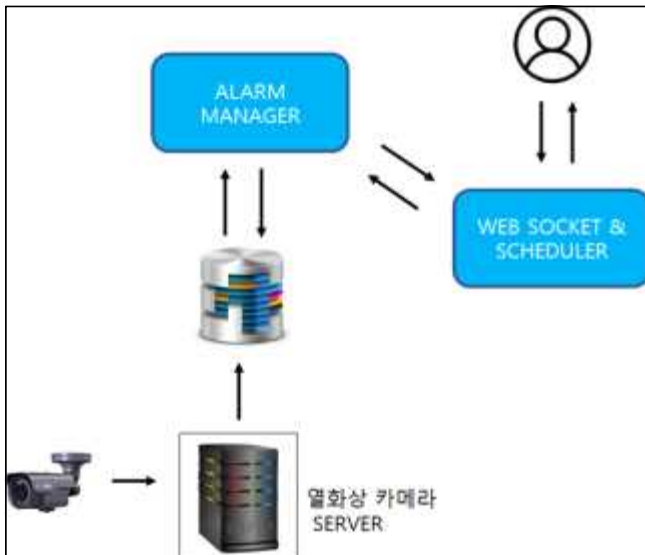 ALARM
MANAGER
WEB SOCKET &
SCHEDULER
열화상 카메라
SERVER